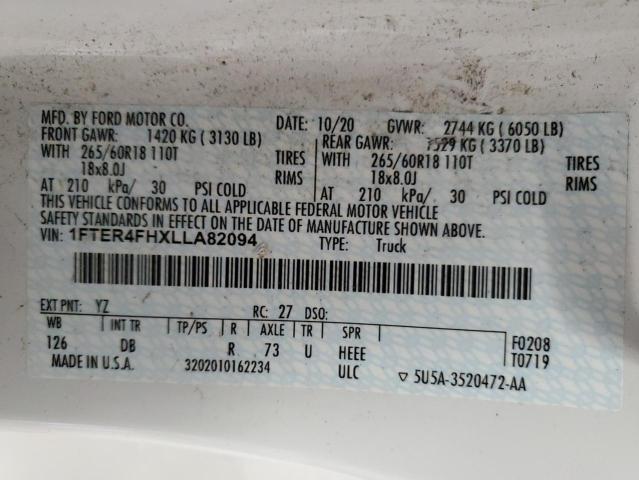 MFD. BY FORD MOTOR CO. DATE: 10/20 GVWR: 2744 KG ( 6050 LB)
FRONT GAWR: 1420 KG ( 3130 LB) REAR GAWR: 1529 KG ( 3370 LB)
WITH 265/60R18 110T TIRES WITH 265/60R18 110T TIRES
18x8.0J RIMS 18x8.0J RIMS
AT 210 kPa/ 30 PSI COLD AT 210 kPa/ 30 PSI COLD
THIS VEHICLE CONFORMS TO ALL APPLICABLE FEDERAL MOTOR VEHICLE
SAFETY STANDARDS IN EFFECT ON THE DATE OF MANUFACTURE SHOWN ABOVE.
VIN: 1FTER4FHXLLA82094 TYPE: Truck
EXT PNT: YZ RC: 27 DSO:
WB INT TR TP/PS R AXLE TR SPR F0208
126 DB R 73 U HEEE T0719
MADE IN U.S.A. 3202010162234 ULC ▽ 5U5A-3520472-AA